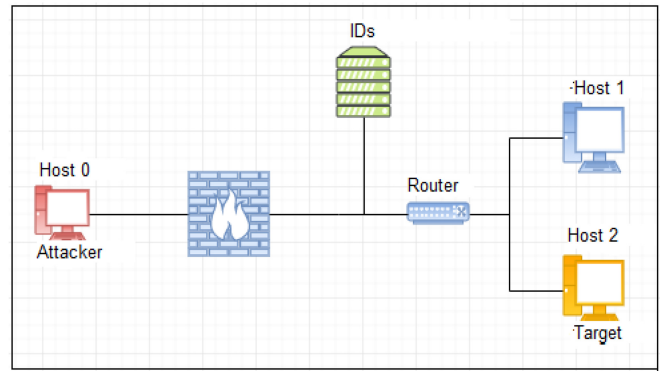 IDs
Host 1
Host 0
Router
Attacker
Host 2
Target